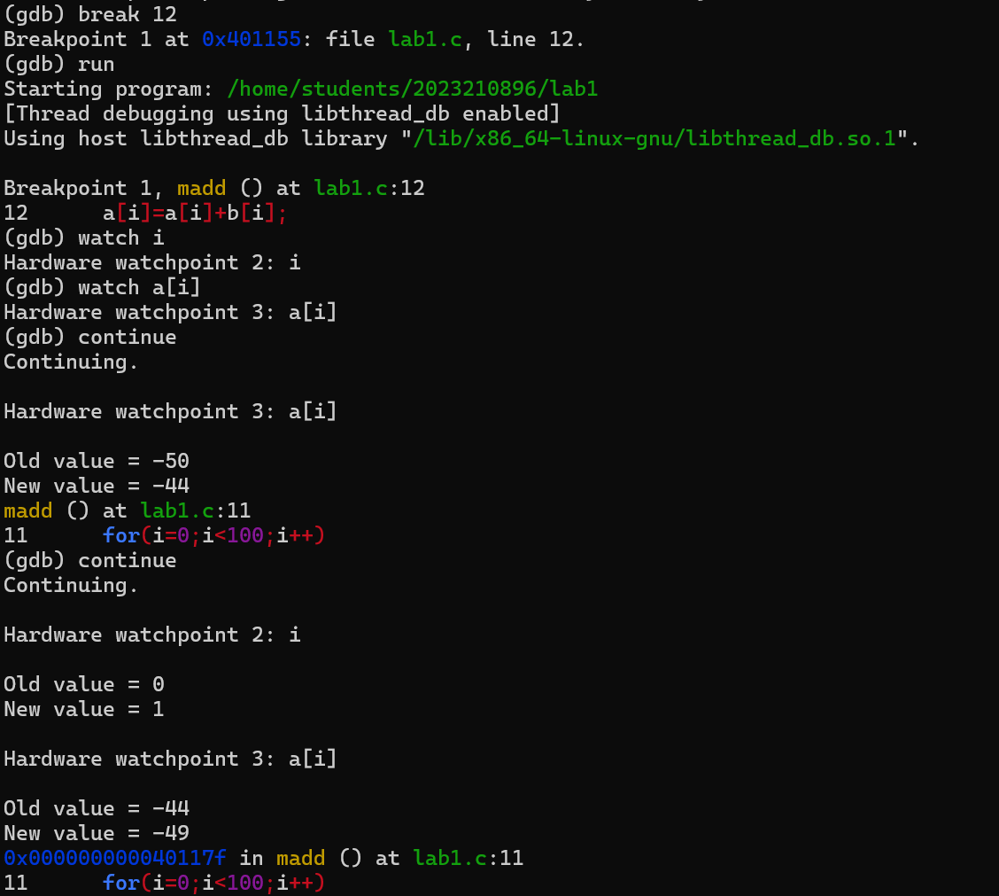 (gdb) break 12
Breakpoint 1 at 0x401155: file lab1.c, line 12.
(gdb) run
Starting program: /home/students/2023210896/lab1
[Thread debugging using libthread_db enabled]
Using host libthread_db library "/lib/x86_64-linux-gnu/libthread_db.so.1".

Breakpoint 1, madd () at lab1.c:12
12      a[i]=a[i]+b[i];
(gdb) watch i
Hardware watchpoint 2: i
(gdb) watch a[i]
Hardware watchpoint 3: a[i]
(gdb) continue
Continuing.

Hardware watchpoint 3: a[i]

Old value = -50
New value = -44
madd () at lab1.c:11
11      for(i=0;i<100;i++)
(gdb) continue
Continuing.

Hardware watchpoint 2: i

Old value = 0
New value = 1

Hardware watchpoint 3: a[i]

Old value = -44
New value = -49
0x000000000040117f in madd () at lab1.c:11
11      for(i=0;i<100;i++)